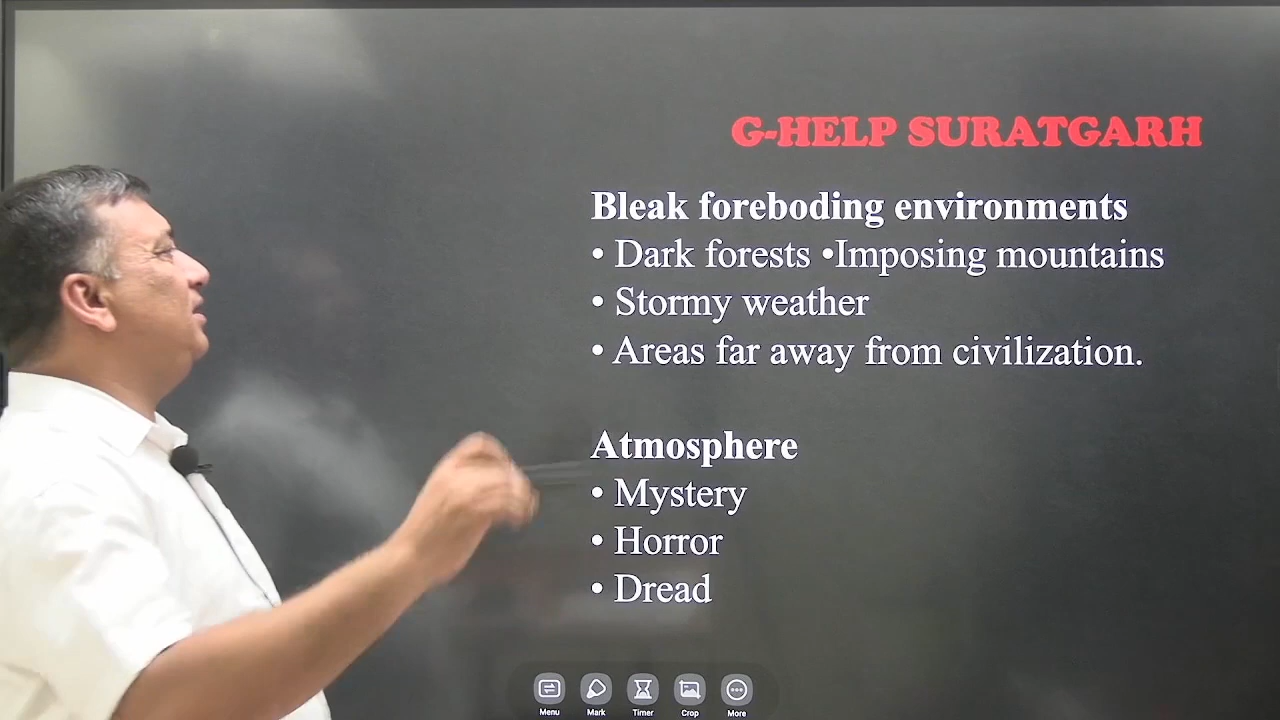 G-HELP SURATGARH
Bleak foreboding environments
• Dark forests •Imposing mountains
• Stormy weather
• Areas far away from civilization.
Atmosphere
• Mystery
• Horror
• Dread
Menu Mark Timer Crop More